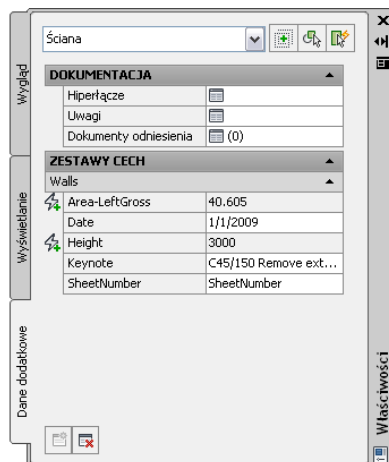 Ściana
DOKUMENTACJA
Hiperłącze
Uwagi
Dokumenty odniesienia (0)
ZESTAWY CECH
Walls
Area-LeftGross 40.605
Date 1/1/2009
Height 3000
Keynote C45/150 Remove ext...
SheetNumber SheetNumber
Wygląd
Wyświetlanie
Dane dodatkowe
Właściwości